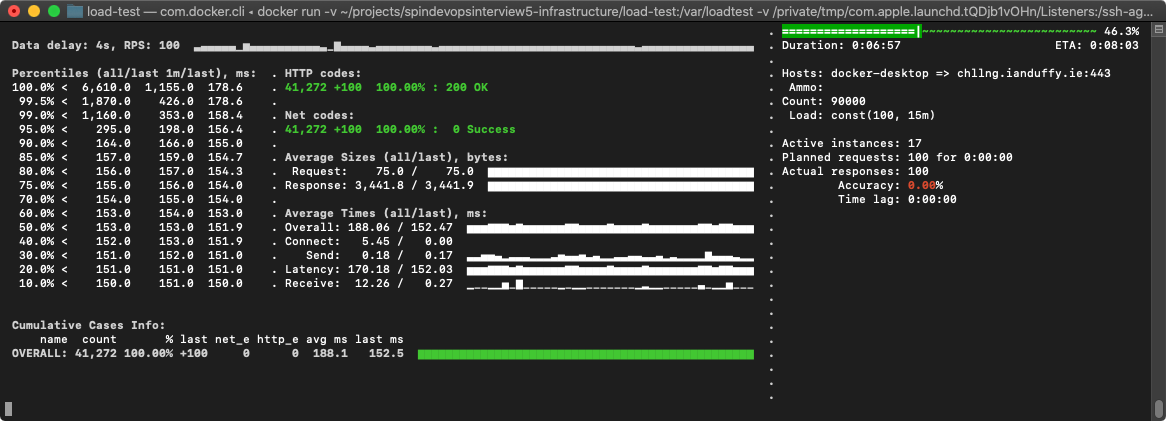 load-test — com.docker.cli ◂ docker run -v ~/projects/spindevopsinterview5-infrastructure/load-test:/var/loadtest -v /private/tmp/com.apple.launchd.tQDjb1vOHn/Listeners:/ssh-ag...
Data delay: 4s, RPS: 100
Percentiles (all/last 1m/last), ms:
100.0% < 6,610.0 1,155.0 178.6
99.5% < 1,870.0 426.0 178.6
99.0% < 1,160.0 353.0 158.4
95.0% < 295.0 198.0 156.4
90.0% < 164.0 166.0 155.0
85.0% < 157.0 159.0 154.7
80.0% < 156.0 157.0 154.3
75.0% < 155.0 156.0 154.0
70.0% < 154.0 155.0 154.0
60.0% < 153.0 154.0 153.0
50.0% < 153.0 153.0 151.9
40.0% < 152.0 153.0 151.9
30.0% < 151.0 152.0 151.0
20.0% < 151.0 151.0 151.0
10.0% < 150.0 151.0 150.0
. HTTP codes:
. 41,272 +100 100.00% : 200 OK
.
. Net codes:
. 41,272 +100 100.00% : 0 Success
.
. Average Sizes (all/last), bytes:
. Request: 75.0 / 75.0
. Response: 3,441.8 / 3,441.9
.
. Average Times (all/last), ms:
. Overall: 188.06 / 152.47
. Connect: 5.45 / 0.00
. Send: 0.18 / 0.17
. Latency: 170.18 / 152.03
. Receive: 12.26 / 0.27
Cumulative Cases Info:
name count % last net_e http_e avg ms last ms
OVERALL: 41,272 100.00% +100 0 0 188.1 152.5
. ===================|~~~~~~~~~~~~~~~~~~~~~~~~~ 46.3%
. Duration: 0:06:57 ETA: 0:08:03
.
. Hosts: docker-desktop => chllng.ianduffy.ie:443
. Ammo:
. Count: 90000
. Load: const(100, 15m)
.
. Active instances: 17
. Planned requests: 100 for 0:00:00
. Actual responses: 100
. Accuracy: 0.00%
. Time lag: 0:00:00
.
.
.
.
.
.
.
.
.
.
.
.
.
.